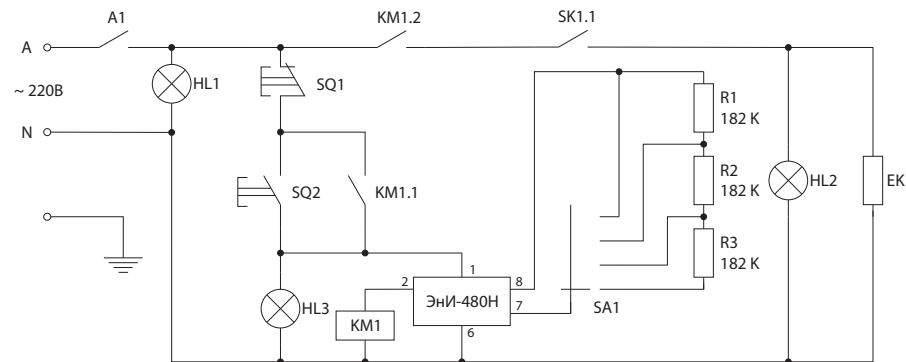 A1
KM1.2
SK1.1
A
HL1
SQ1
~ 220В
R1
182 K
N
R2
182 K
HL2
EK
SQ2
KM1.1
R3
182 K
1
2
8
ЭнИ-480Н
7
HL3
KM1
6
SA1